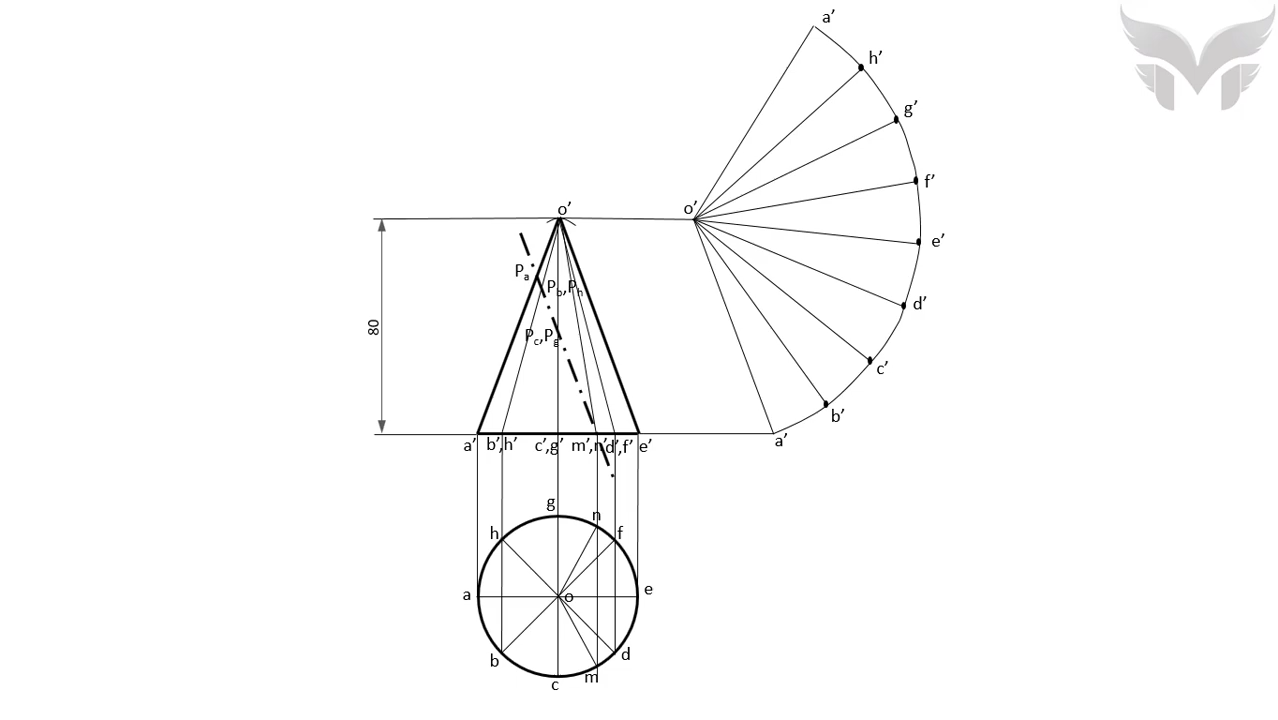 a’
h’
g’
f’
e’
d’
c’
b’
a’
o’
o’
Pa
Pb,Ph
Pc,Pg
80
a’ b’,h’ c’,g’ m’,n’ d’,f’ e’
g
n
h
f
a
o
e
b
d
m
c